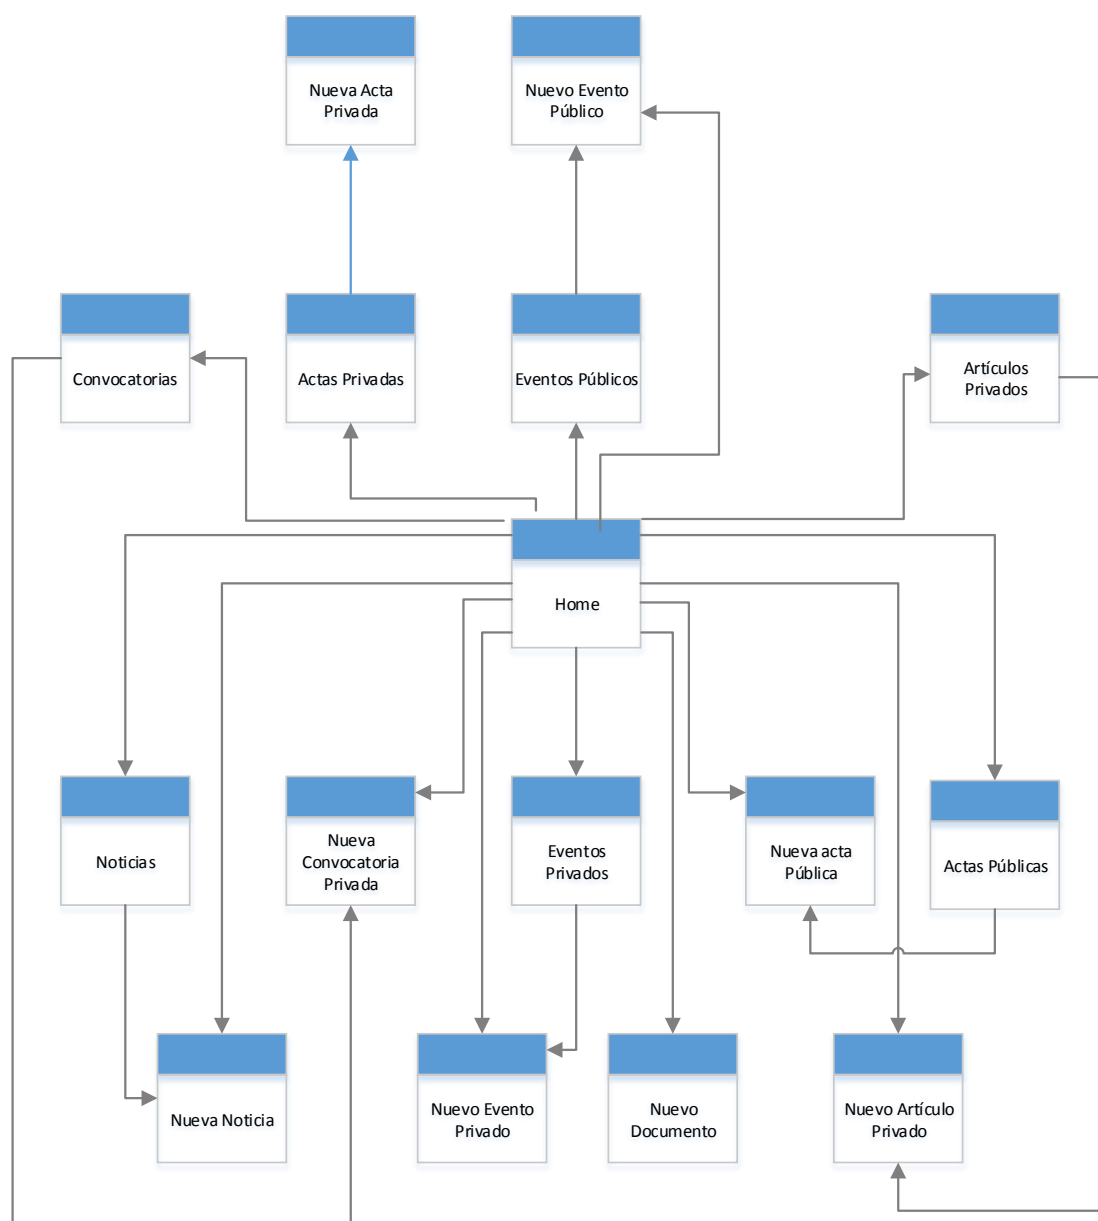 Nueva Acta
Privada
Nuevo Evento
Público
Convocatorias
Actas Privadas
Eventos Públicos
Artículos
Privados
Home
Noticias
Nueva
Convocatoria
Privada
Eventos
Privados
Nueva acta
Pública
Actas Públicas
Nueva Noticia
Nuevo Evento
Privado
Nuevo
Documento
Nuevo Artículo
Privado